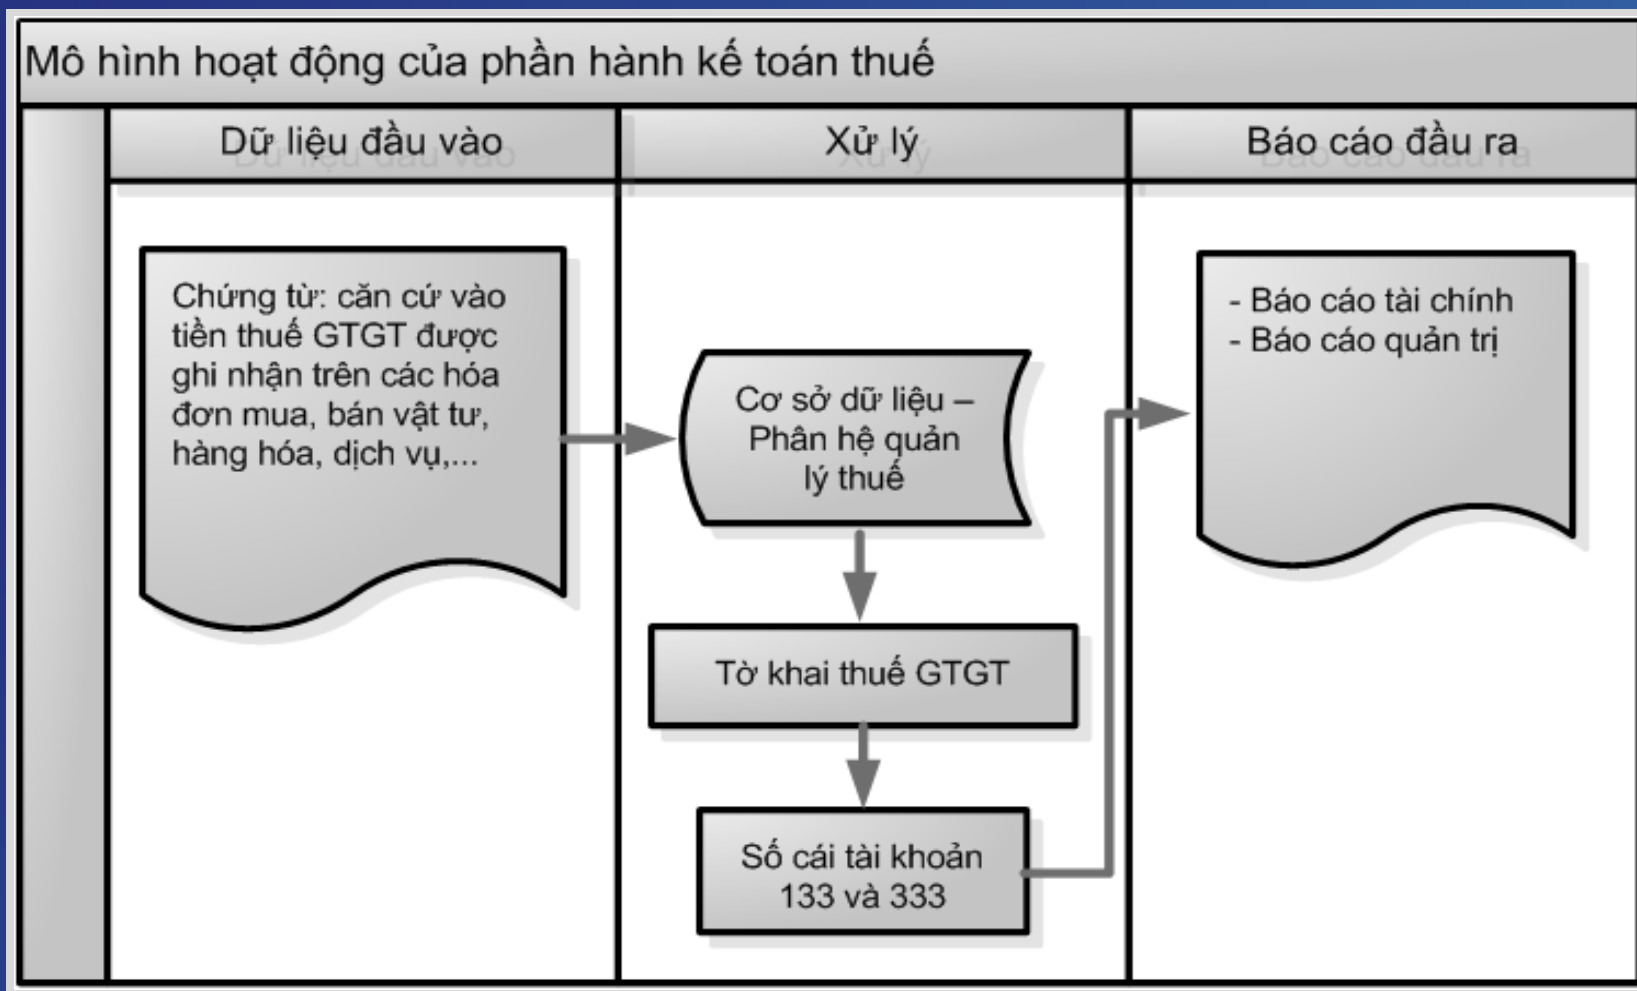 Mô hình hoạt động của phần hành kế toán thuế
Dữ liệu đầu vào
Xử lý
Báo cáo đầu ra
Chứng từ: căn cứ vào
tiền thuế GTGT được
ghi nhận trên các hóa
đơn mua, bán vật tư,
hàng hóa, dịch vụ,...
Cơ sở dữ liệu –
Phân hệ quản
lý thuế
Tờ khai thuế GTGT
Số cái tài khoản
133 và 333
- Báo cáo tài chính
- Báo cáo quản trị